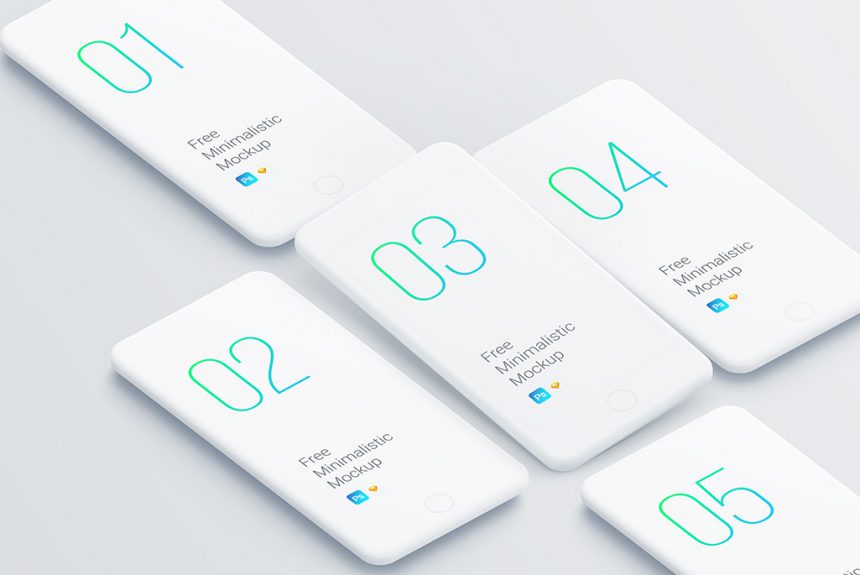 01
Free
Minimalistic
Mockup
Ps
02
Free
Minimalistic
Mockup
Ps
03
Free
Minimalistic
Mockup
Ps
04
Free
Minimalistic
Mockup
Ps
05